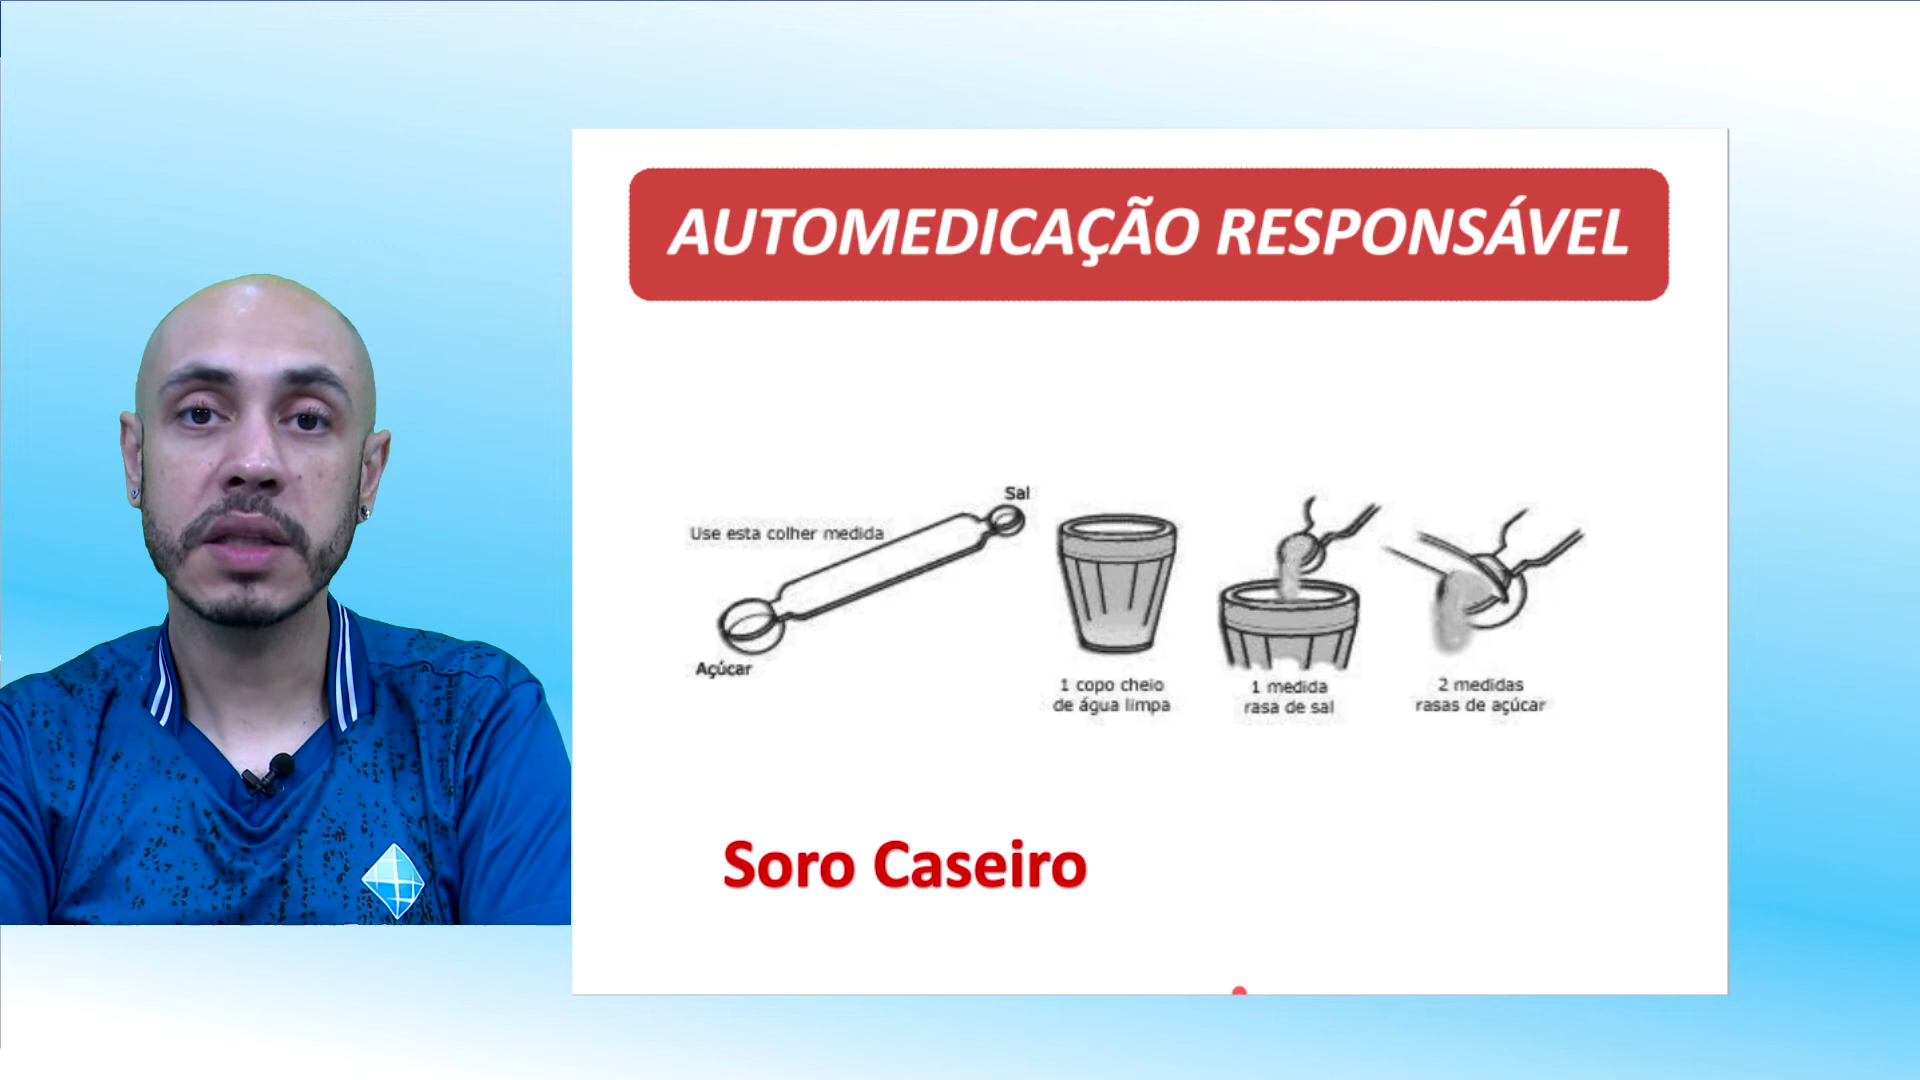 AUTOMEDICAÇÃO RESPONSÁVEL
Sal
Use esta colher medida
Açúcar
1 copo cheio
de água limpa
1 medida
rasa de sal
2 medidas
rasas de açúcar
Soro Caseiro